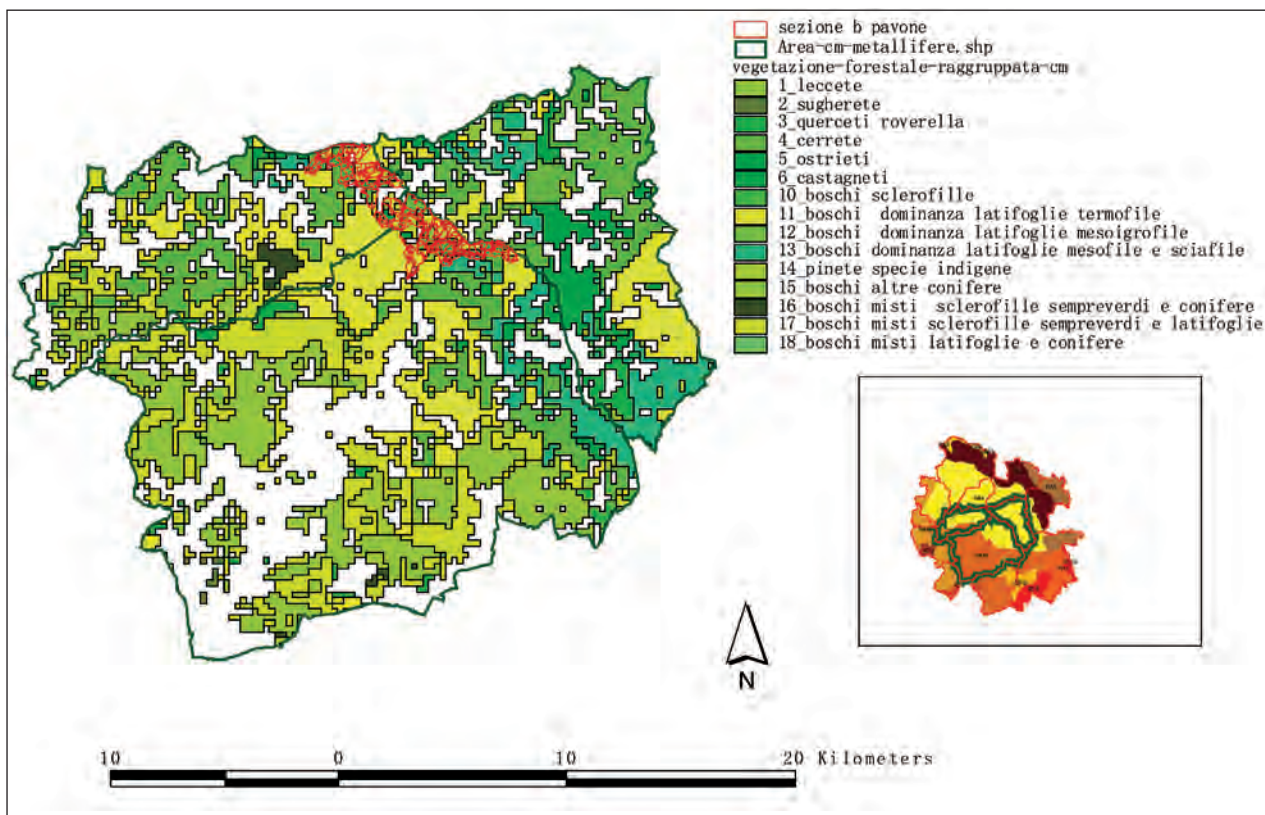 sezione b pavone
Area-cm-metallifere.shp
vegetazione-forestale-raggruppata-cm
1_leccete
2_sugherete
3_querceti roverella
4_cerrete
5_ostrieti
6_castagneti
10_boschi sclerofille
11_boschi dominanza latifoglie termofile
12_boschi dominanza latifoglie mesoigrofile
13_boschi dominanza latifoglie mesofile e sciafile
14_pinete specie indigene
15_boschi altre conifere
16_boschi misti sclerofille sempreverdi e conifere
17_boschi misti sclerofille sempreverdi e latifoglie
18_boschi misti latifoglie e conifere
N
10 0 10 20 Kilometers